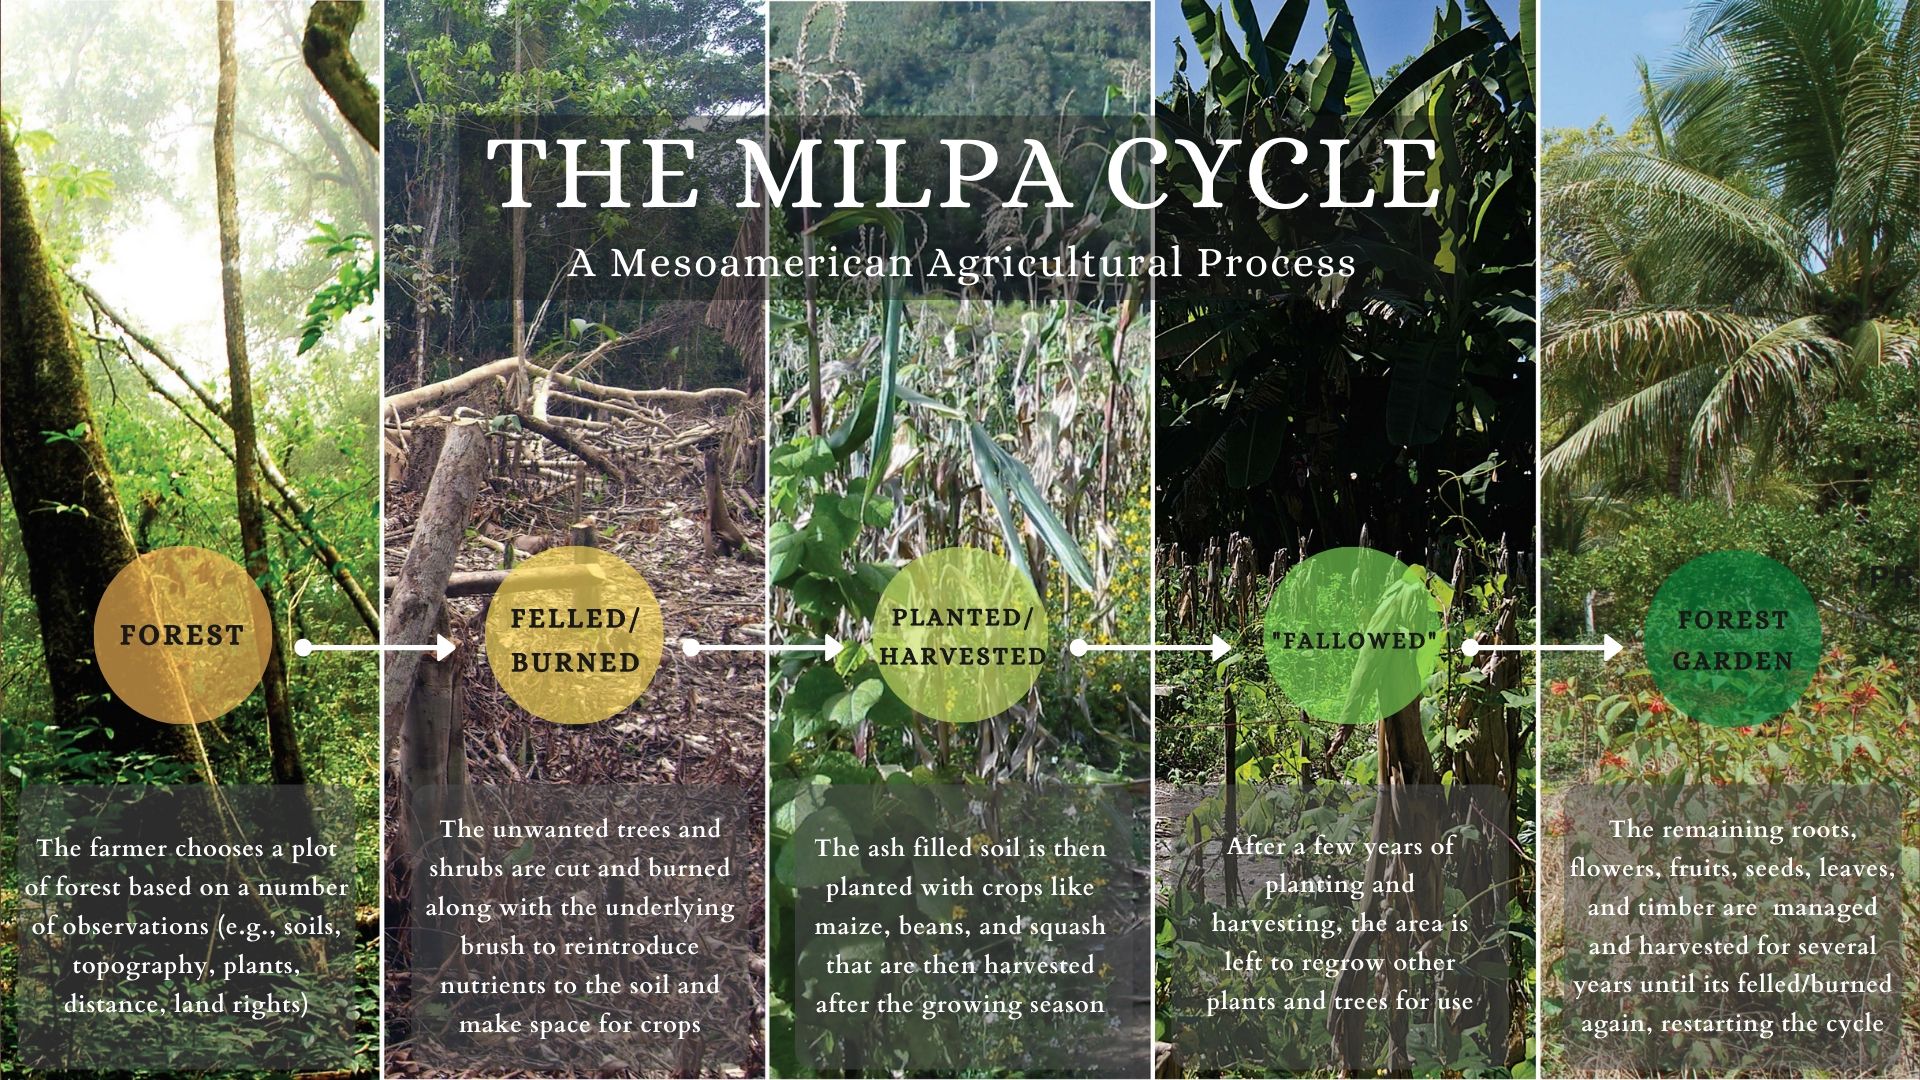 THE MILPA CYCLE
A Mesoamerican Agricultural Process
FOREST
The farmer chooses a plot
of forest based on a number
of observations (e.g., soils,
topography, plants,
distance, land rights)
FELLED/
BURNED
The unwanted trees and
shrubs are cut and burned
along with the underlying
brush to reintroduce
nutrients to the soil and
make space for crops
PLANTED/
HARVESTED
The ash filled soil is then
planted with crops like
maize, beans, and squash
that are then harvested
after the growing season
"FALLOWED"
After a few years of
planting and
harvesting, the area is
left to regrow other
plants and trees for use
FOREST
GARDEN
The remaining roots,
flowers, fruits, seeds, leaves,
and timber are managed
and harvested for several
years until its felled/burned
again, restarting the cycle